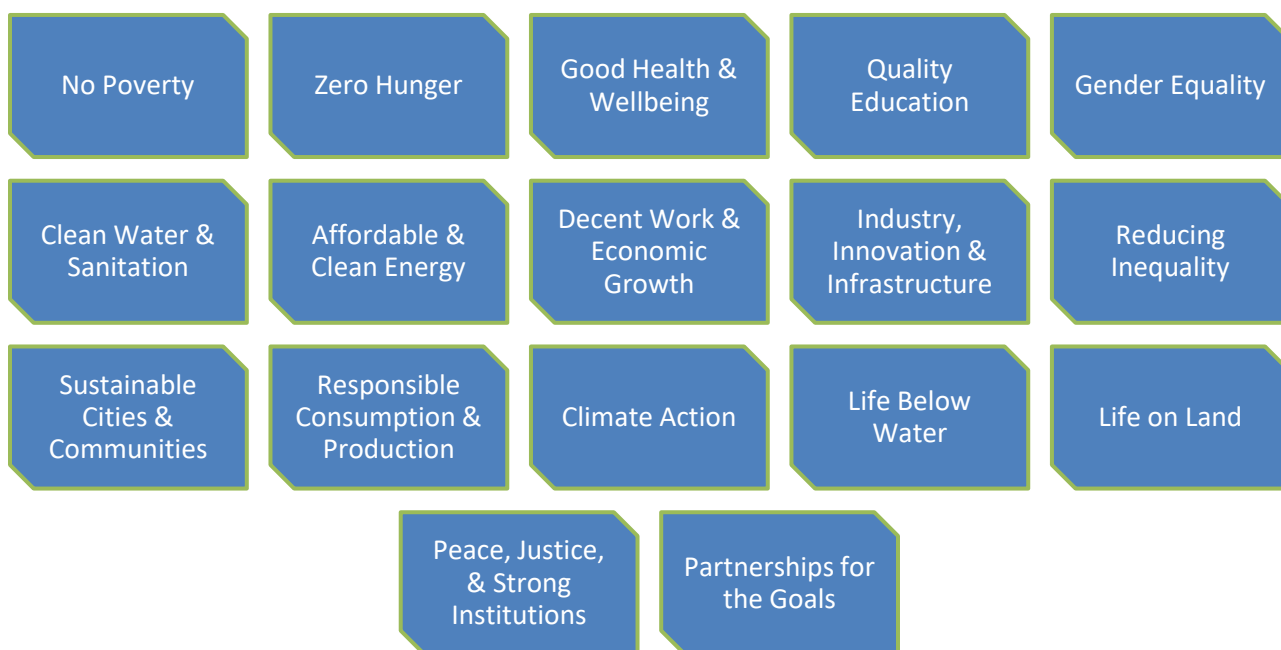 No Poverty
Zero Hunger
Good Health &
Wellbeing
Quality
Education
Gender Equality
Clean Water &
Sanitation
Affordable &
Clean Energy
Decent Work &
Economic
Growth
Industry,
Innovation &
Infrastructure
Reducing
Inequality
Sustainable
Cities &
Communities
Responsible
Consumption &
Production
Climate Action
Life Below
Water
Life on Land
Peace, Justice,
& Strong
Institutions
Partnerships for
the Goals